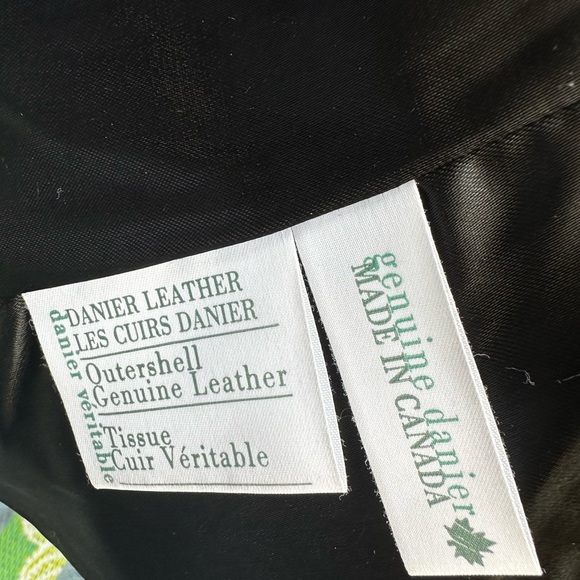 DANIER LEATHER
LES CUIRS DANIER
Outershell
Genuine Leather
Tissue
Cuir Véritable
danier véritable
genuine danier
MADE IN CANADA